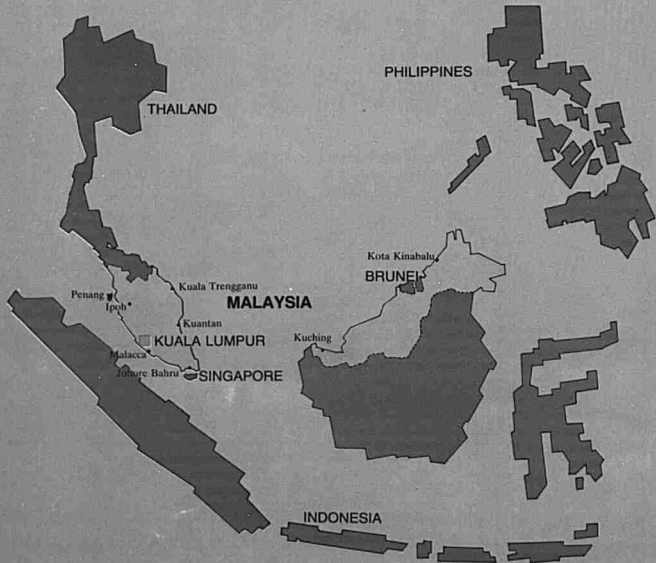 PHILIPPINES
THAILAND
Kota Kinabalu
BRUNEI
Kuala Trengganu
Penang
MALAYSIA
Ipoh
Kuantan
Kuching
KUALA LUMPUR
Malacca
Johore Bahru
SINGAPORE
INDONESIA